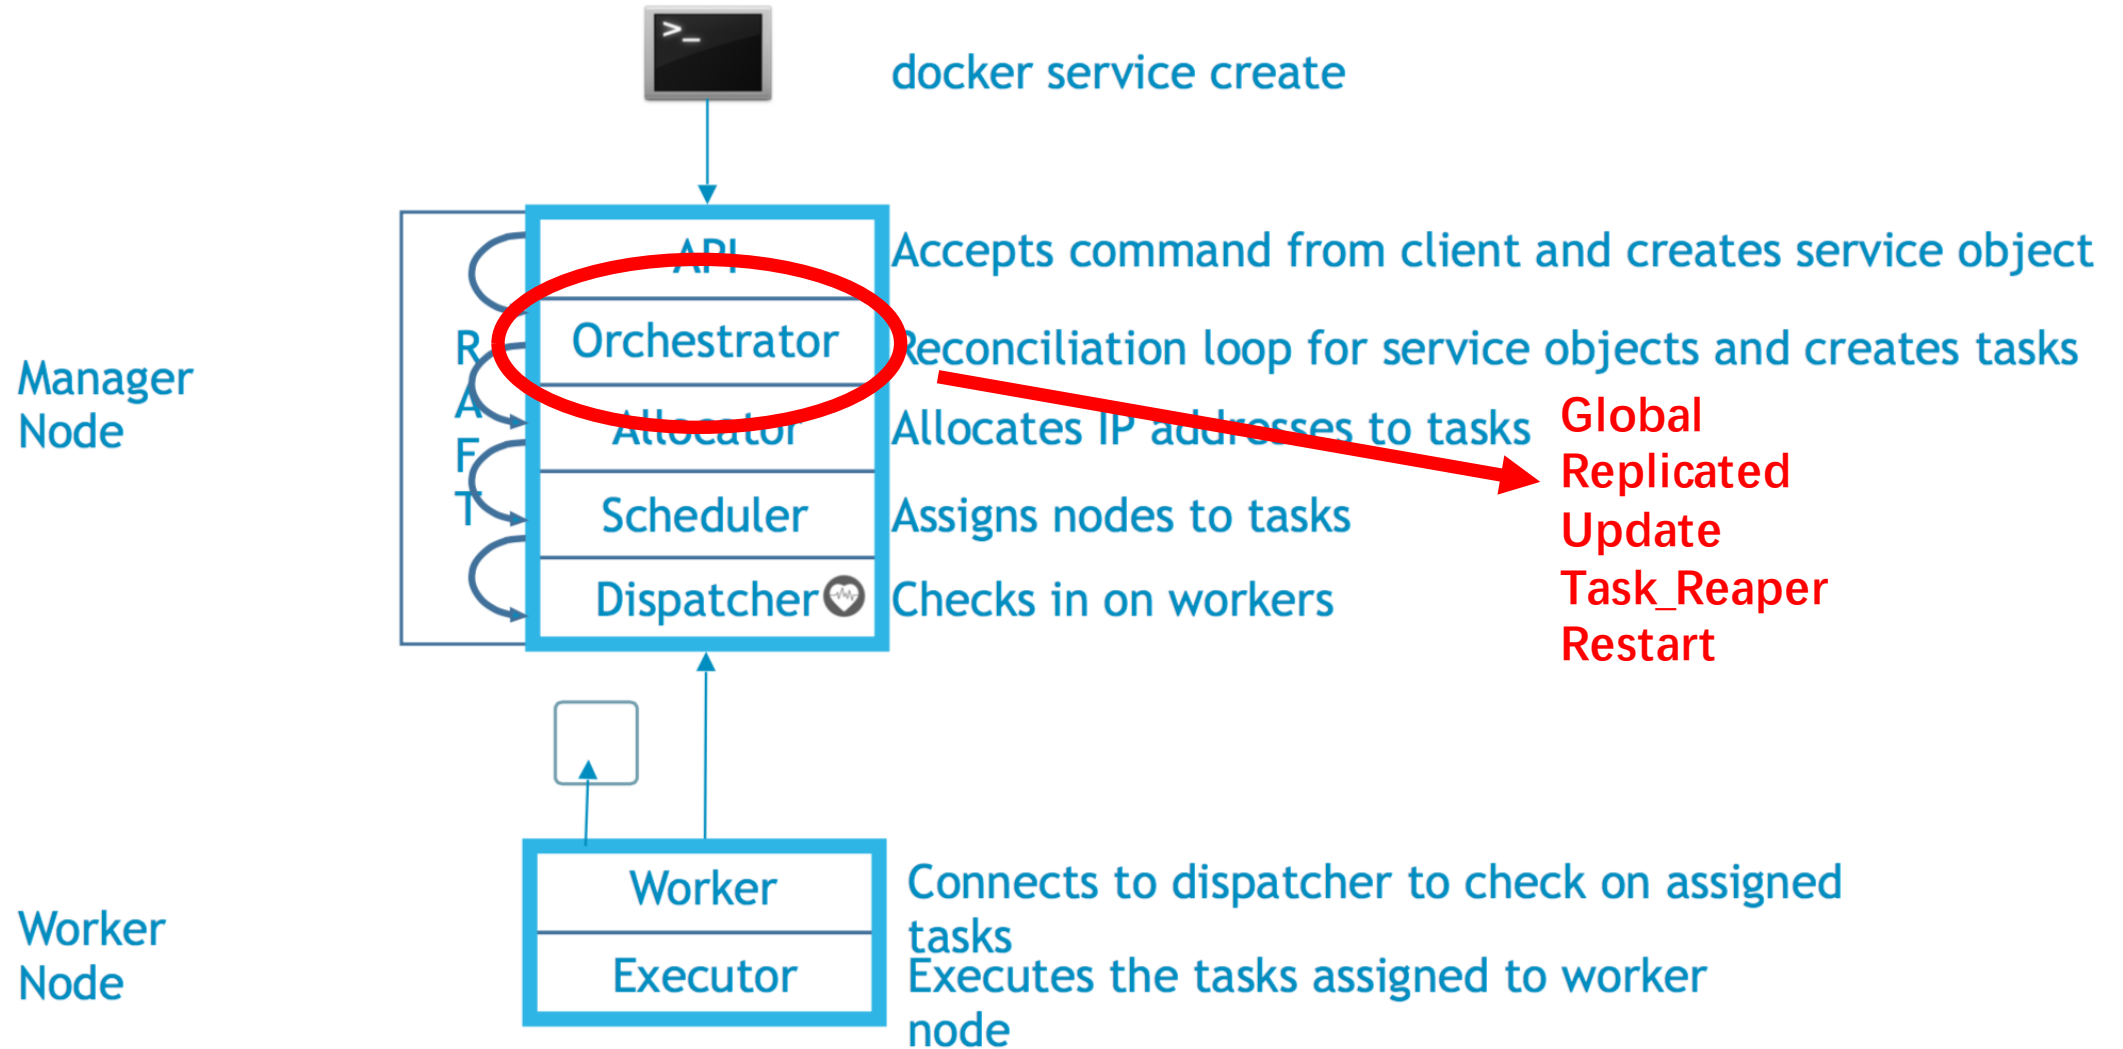 >_
docker service create
API
Accepts command from client and creates service object
Orchestrator
Reconciliation loop for service objects and creates tasks
Allocator
Allocates IP addresses to tasks
Scheduler
Assigns nodes to tasks
Dispatcher
Checks in on workers
R
A
F
T
Manager
Node
Global
Replicated
Update
Task_Reaper
Restart
Worker
Connects to dispatcher to check on assigned
tasks
Executor
Executes the tasks assigned to worker
node
Worker
Node